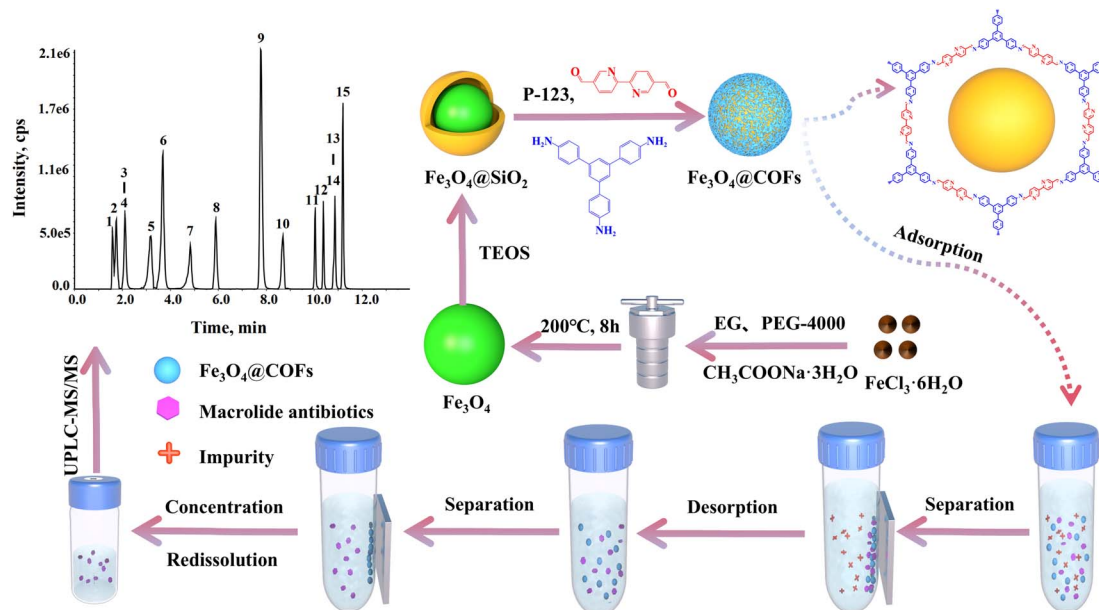 2.1e6
1.7e6
1.1e6
5.0e5
0.0
Intensity, cps
1
2
3
4
5
6
7
8
9
10
11
12
13
14
15
2.0
4.0
6.0
8.0
10.0
12.0
Time, min
Fe₃O₄@SiO₂
P-123,
O
N
N
O
NH₂
H₂N
NH₂
Fe₃O₄@COFs
Adsorption
TEOS
Fe₃O₄
200°C, 8h
EG、PEG-4000
CH₃COONa·3H₂O
FeCl₃·6H₂O
Fe₃O₄@COFs
Macrolide antibiotics
Impurity
UPLC-MS/MS
Concentration
Redissolution
Separation
Desorption
Separation